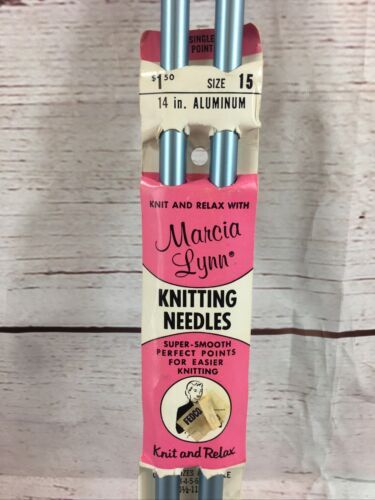 SINGLE
POINT
$1.50 SIZE 15
14 in. ALUMINUM
KNIT AND RELAX WITH
Marcia
Lynn®
KNITTING
NEEDLES
SUPER-SMOOTH
PERFECT POINTS
FOR EASIER
KNITTING
FEDCO
Knit and Relax